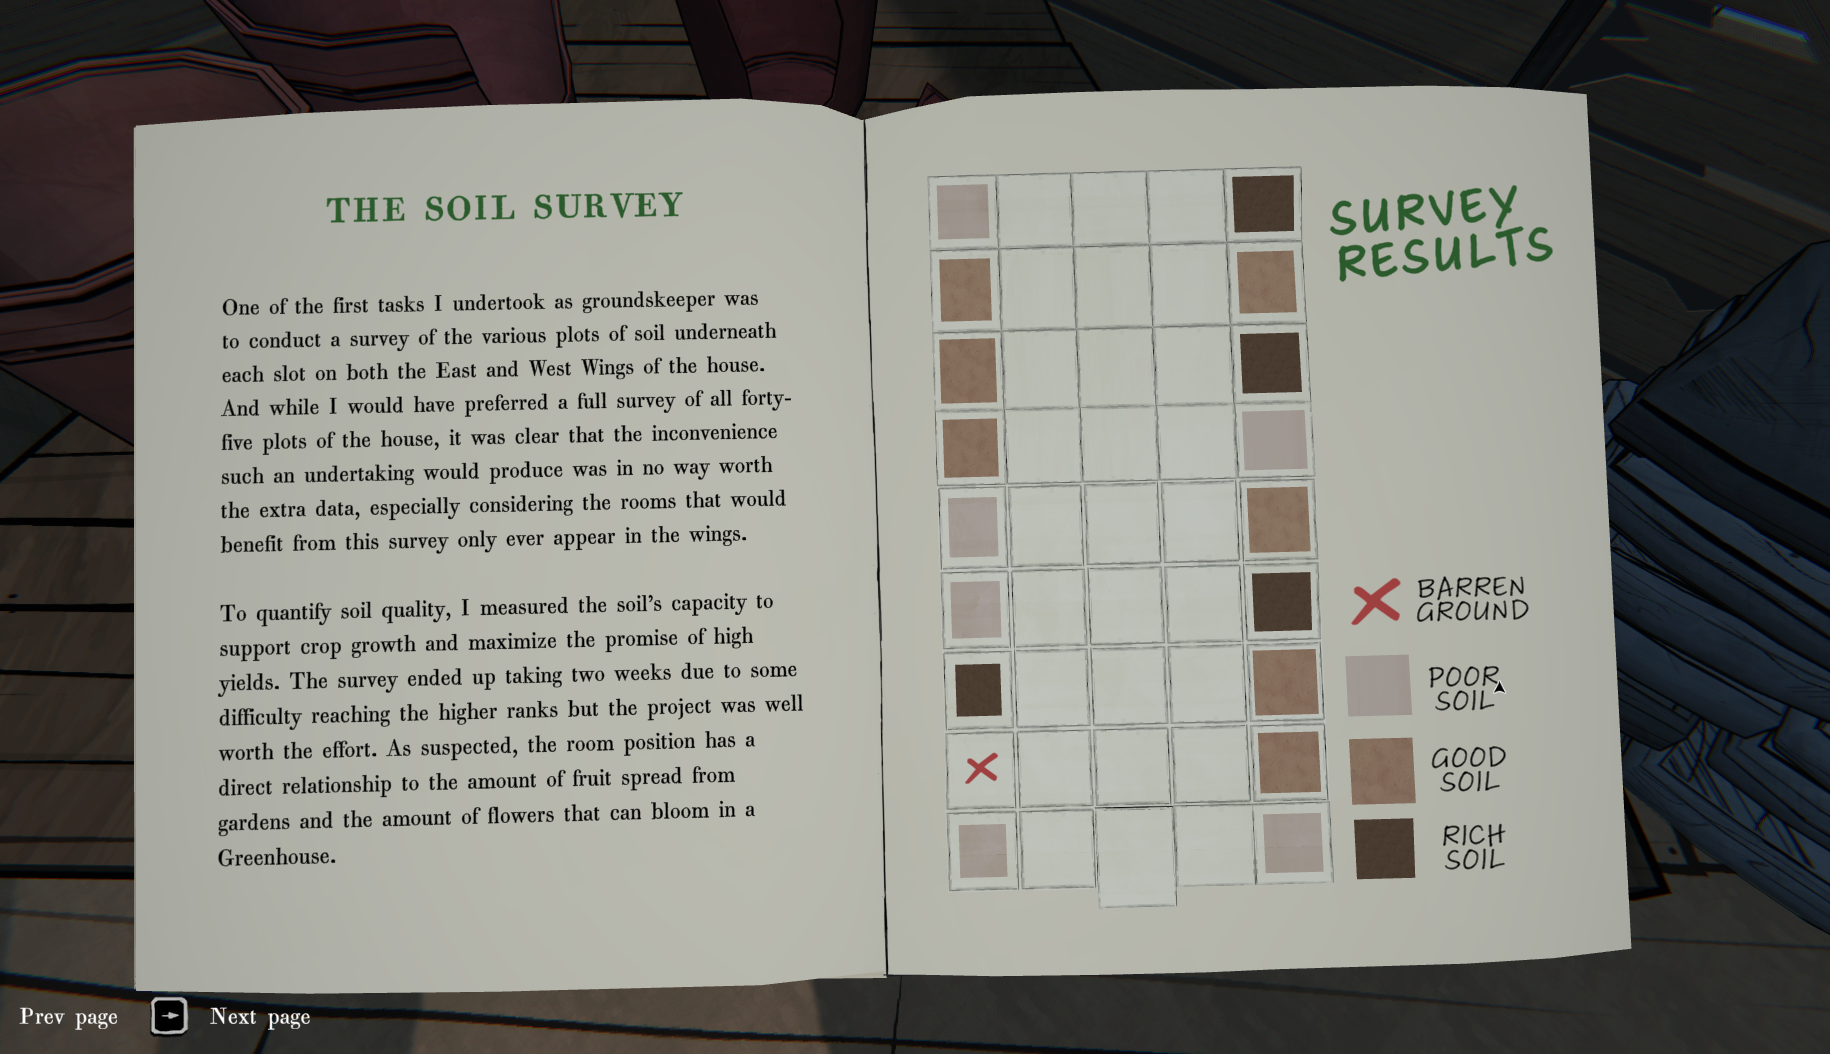 THE SOIL SURVEY
One of the first tasks I undertook as groundskeeper was
to conduct a survey of the various plots of soil underneath
each slot on both the East and West Wings of the house.
And while I would have preferred a full survey of all forty-
five plots of the house, it was clear that the inconvenience
such an undertaking would produce was in no way worth
the extra data, especially considering the rooms that would
benefit from this survey only ever appear in the wings.
To quantify soil quality, I measured the soil's capacity to
support crop growth and maximize the promise of high
yields. The survey ended up taking two weeks due to some
difficulty reaching the higher ranks but the project was well
worth the effort. As suspected, the room position has a
direct relationship to the amount of fruit spread from
gardens and the amount of flowers that can bloom in a
Greenhouse.
SURVEY
RESULTS
BARREN
GROUND
POOR
SOIL
GOOD
SOIL
RICH
SOIL
Prev page
Next page